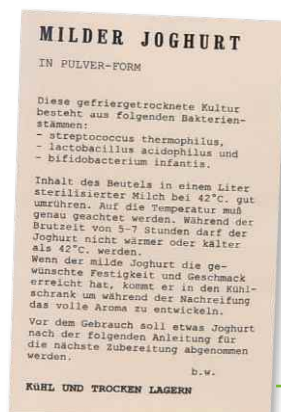 MILDER JOGHURT
IN PULVER-FORM
Diese gefriergetrocknete Kultur
besteht aus folgenden Bakterien-
stämmen:
- streptococcus thermophilus,
- lactobacillus acidophilus und
- bifidobacterium infantis.
Inhalt des Beutels in einem Liter
sterilisierter Milch bei 42°C. gut
umrühren. Auf die Temperatur muß
genau geachtet werden. Während der
Brutzeit von 5-7 Stunden darf der
Joghurt nicht wärmer oder kälter
als 42°C. werden.
Wenn der milde Joghurt die ge-
wünschte Festigkeit und Geschmack
erreicht hat, kommt er in den Kühl-
schrank um während der Nachreifung
das volle Aroma zu entwickeln.
Vor dem Gebrauch soll etwas Joghurt
nach der folgenden Anleitung für
die nächste Zubereitung abgenommen
werden.
b.w.
KüHL UND TROCKEN LAGERN